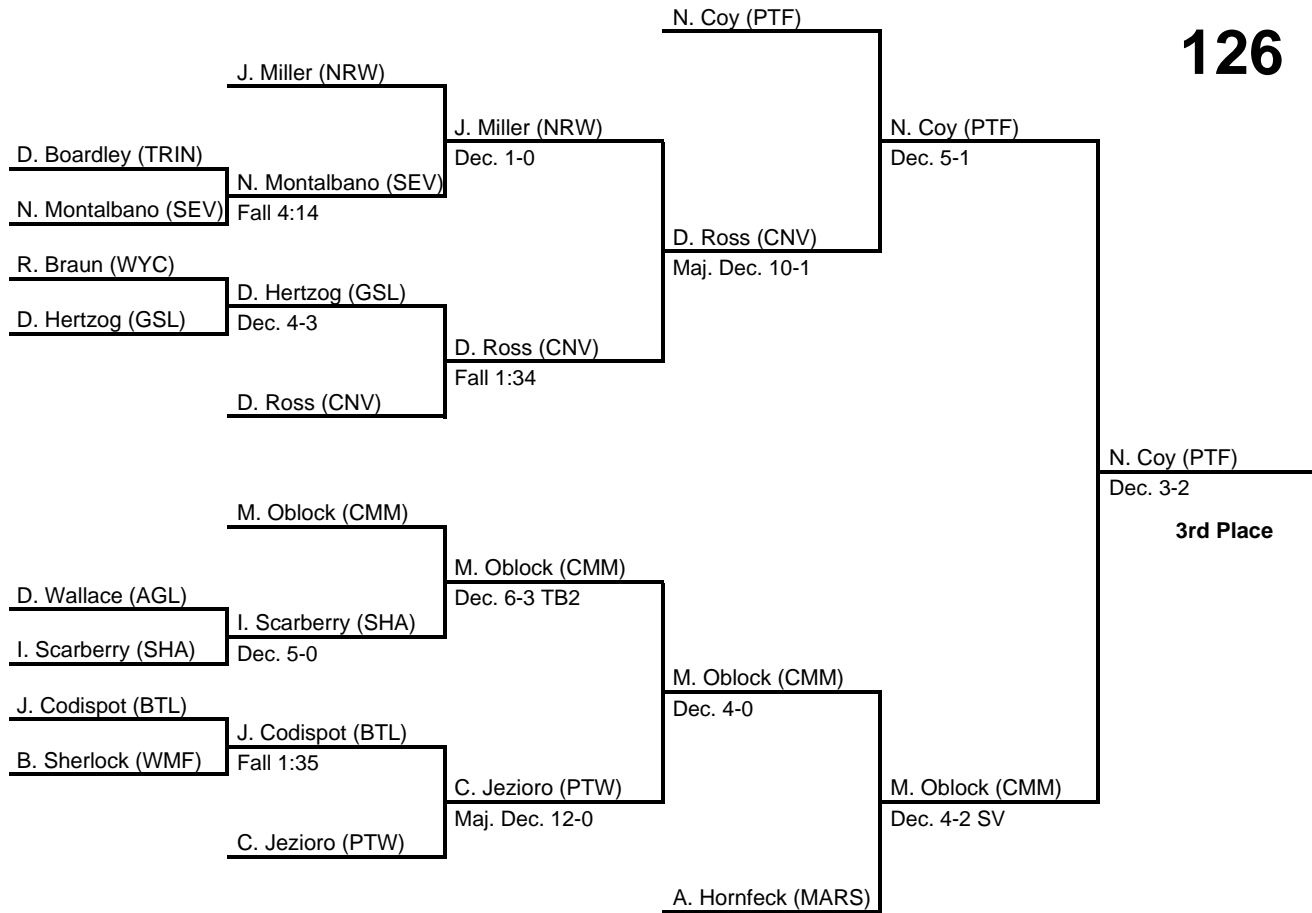 N. Coy (PTF)
126
J. Miller (NRW)
J. Miller (NRW)
N. Coy (PTF)
Dec. 1-0
Dec. 5-1
D. Boardley (TRIN)
N. Montalbano (SEV)
N. Montalbano (SEV)
Fall 4:14
D. Ross (CNV)
R. Braun (WYC)
Maj. Dec. 10-1
D. Hertzog (GSL)
D. Hertzog (GSL)
Dec. 4-3
D. Ross (CNV)
Fall 1:34
D. Ross (CNV)
N. Coy (PTF)
Dec. 3-2
M. Oblock (CMM)
3rd Place
M. Oblock (CMM)
D. Wallace (AGL)
Dec. 6-3 TB2
I. Scarberry (SHA)
I. Scarberry (SHA)
Dec. 5-0
M. Oblock (CMM)
J. Codispot (BTL)
Dec. 4-0
J. Codispot (BTL)
B. Sherlock (WMF)
Fall 1:35
C. Jezioro (PTW)
M. Oblock (CMM)
Maj. Dec. 12-0
Dec. 4-2 SV
C. Jezioro (PTW)
A. Hornfeck (MARS)